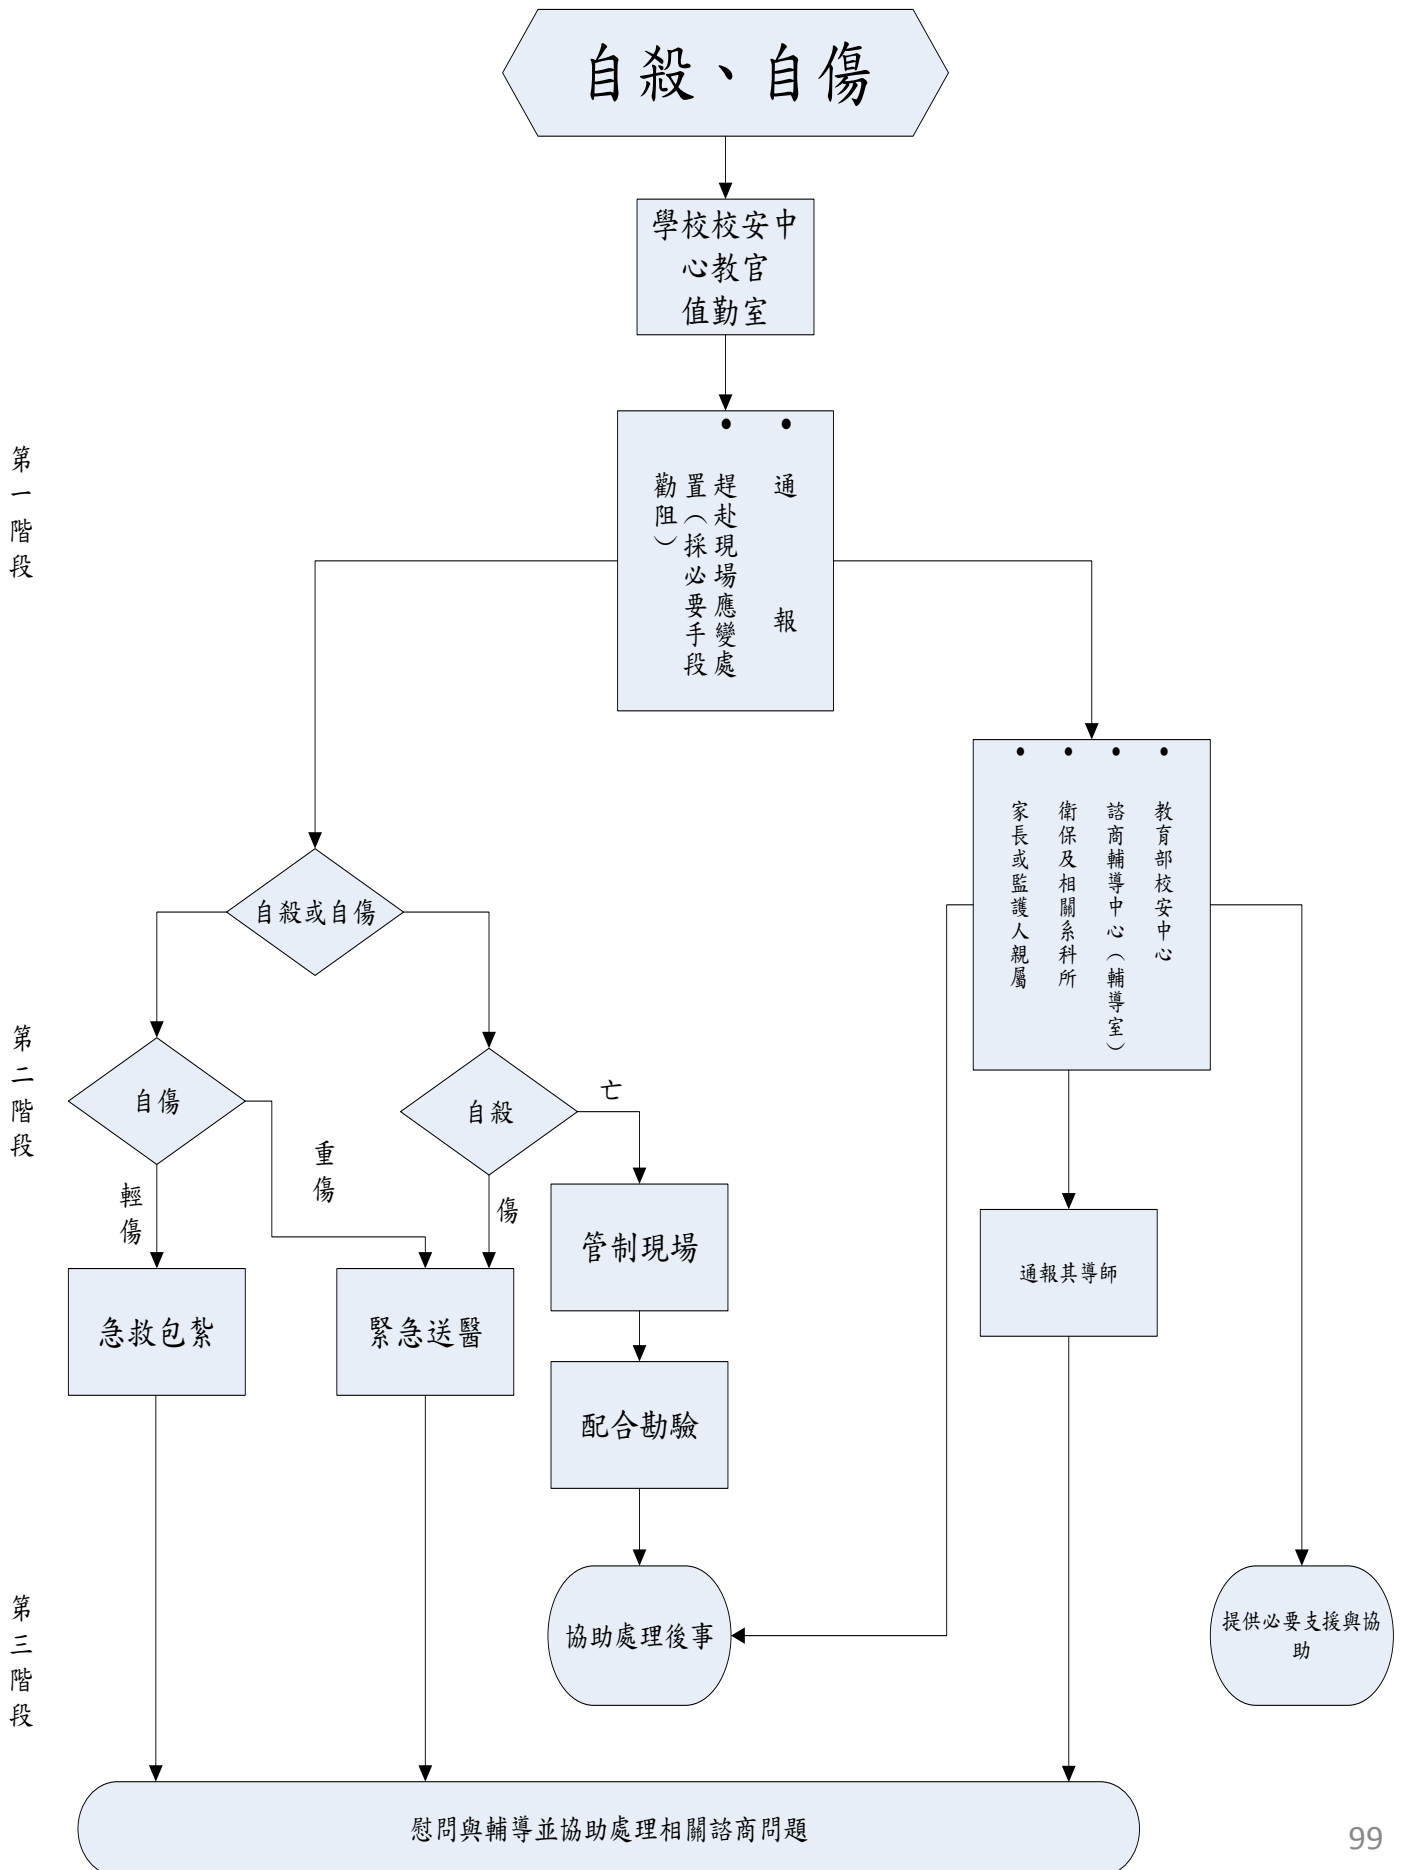 自殺、自傷
學校校安中
心教官
值勤室
第一階段
通報
趕赴現場應變處
置（採必要手段
勸阻）
教育部校安中心
諮商輔導中心（輔導室）
衛保及相關系科所
家長或監護人親屬
自殺或自傷
第二階段
自傷
自殺
亡
重傷
輕傷
傷
管制現場
通報其導師
急救包紮
緊急送醫
配合勘驗
第三階段
協助處理後事
提供必要支援與協
助
慰問與輔導並協助處理相關諮商問題
99